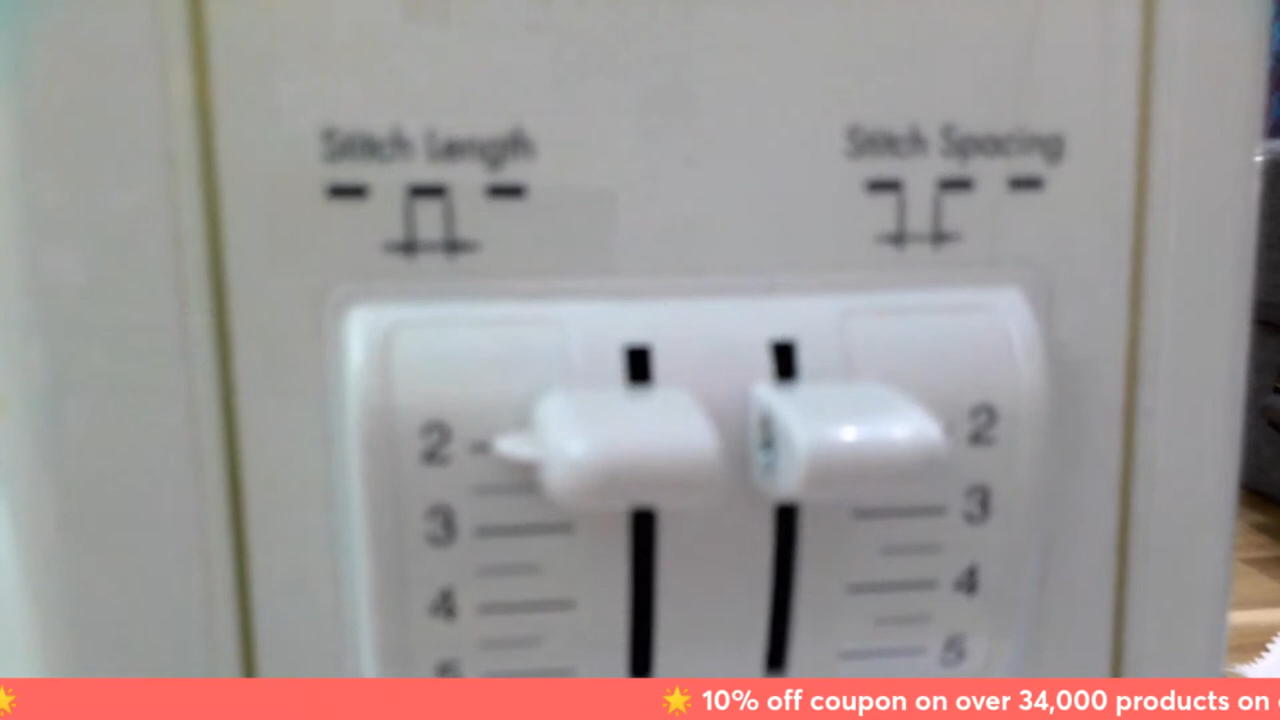 Stitch Length
Stitch Spacing
2
2
3
3
4
4
5
5
🌟 10% off coupon on over 34,000 products on